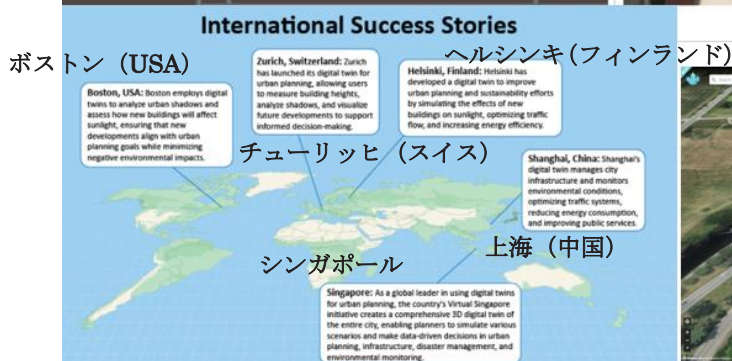 International Success Stories
ボストン（USA）
Boston, USA: Boston employs digital
twins to analyze urban shadows and
assess how new buildings will affect
sunlight, ensuring that new
developments align with urban
planning goals while minimizing
negative environmental impacts.
Zurich, Switzerland: Zurich
has launched its digital twin for
urban planning, allowing users
to measure building heights,
analyze shadows, and visualize
future developments to support
informed decision-making.
チューリッヒ（スイス）
ヘルシンキ(フィンランド)
Helsinki, Finland: Helsinki has
developed a digital twin to improve
urban planning and sustainability efforts
by simulating the effects of new
buildings on sunlight, optimizing traffic
flow, and increasing energy efficiency.
Shanghai, China: Shanghai's
digital twin manages city
infrastructure and monitors
environmental conditions,
optimizing traffic systems,
reducing energy consumption,
and improving public services.
上海（中国）
シンガポール
Singapore: As a global leader in using digital twins
for urban planning, the country's Virtual Singapore
initiative creates a comprehensive 3D digital twin of
the entire city, enabling planners to simulate various
scenarios and make data-driven decisions in urban
planning, infrastructure, disaster management, and
environmental monitoring.